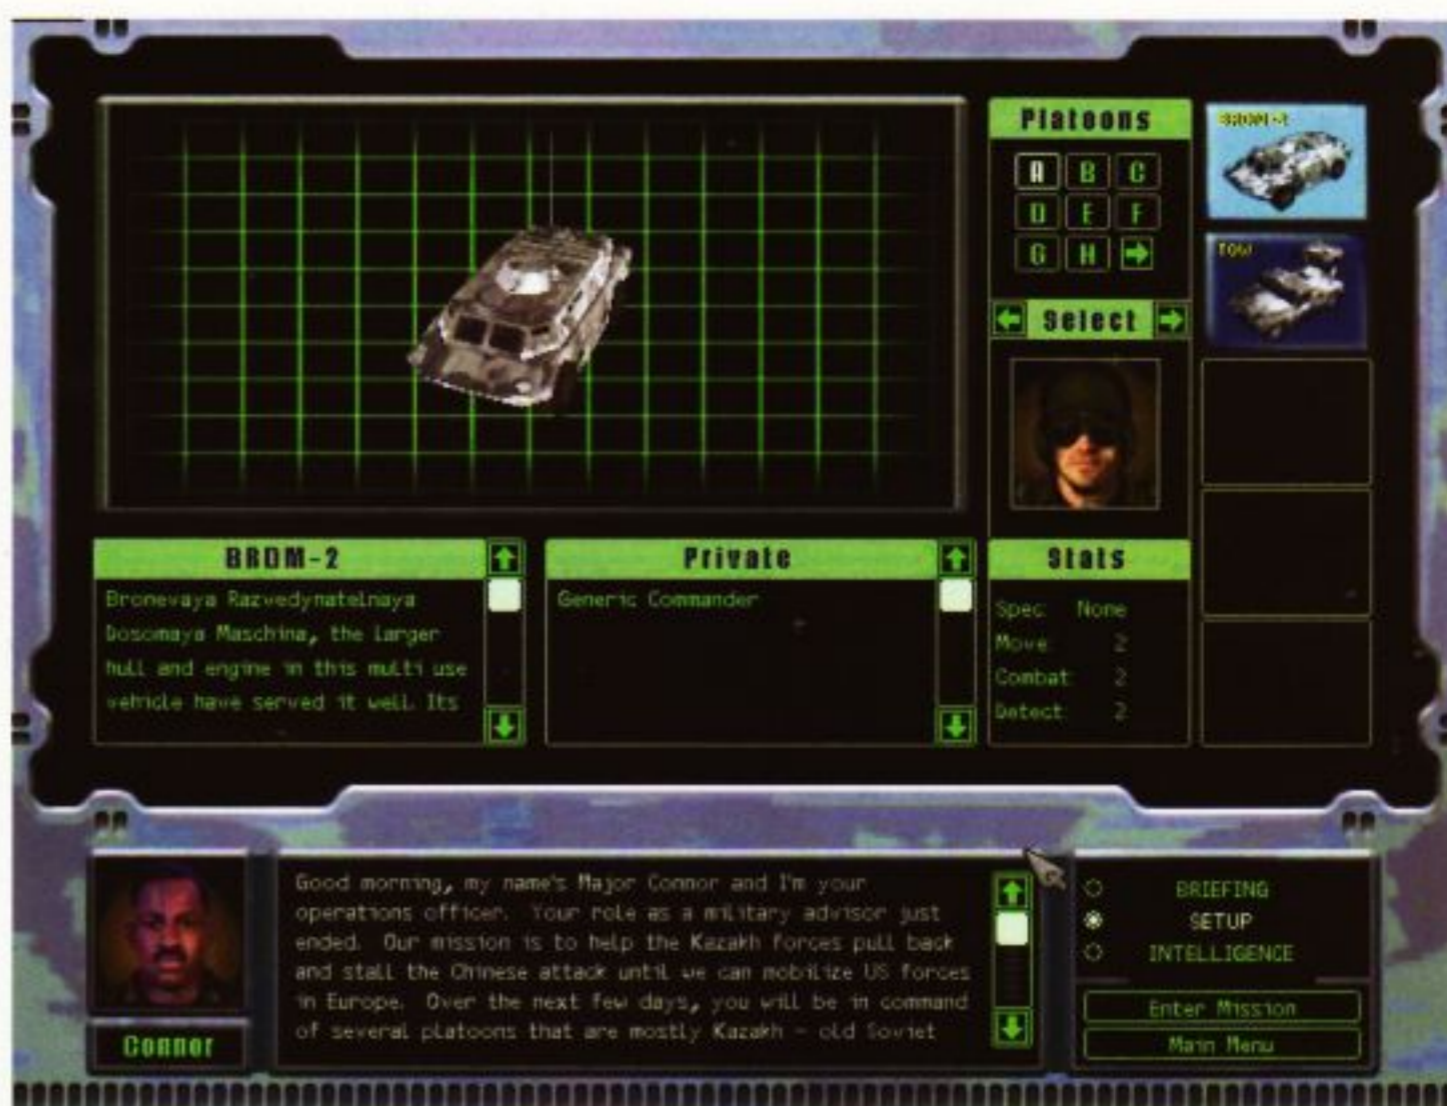 Platoons
A B C
D E F
G H
Select
BRDM-2
TOW
BRDM-2
Bronevaya Razvedynatelnaya
Dosomaya Maschina, the larger
hull and engine in this multi use
vehicle have served it well. Its
Private
Generic Commander
Stats
Spec: None
Move: 2
Combat: 2
Detect: 2
Connor
Good morning, my name's Major Connor and I'm your
operations officer. Your role as a military advisor just
ended. Our mission is to help the Kazakh forces pull back
and stall the Chinese attack until we can mobilize US forces
in Europe. Over the next few days, you will be in command
of several platoons that are mostly Kazakh - old Soviet
BRIEFING
SETUP
INTELLIGENCE
Enter Mission
Main Menu